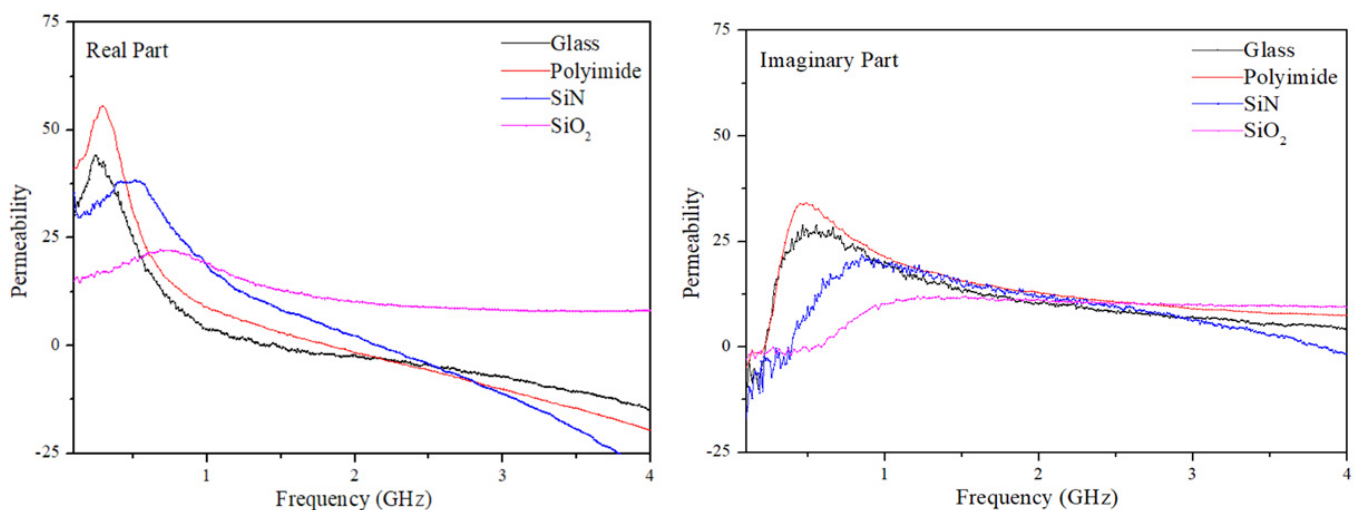 75
50
25
0
-25
Permeability
Real Part
Glass
Polyimide
SiN
SiO₂
1
2
3
4
Frequency (GHz)
75
50
25
0
-25
Permeability
Imaginary Part
Glass
Polyimide
SiN
SiO₂
1
2
3
4
Frequency (GHz)